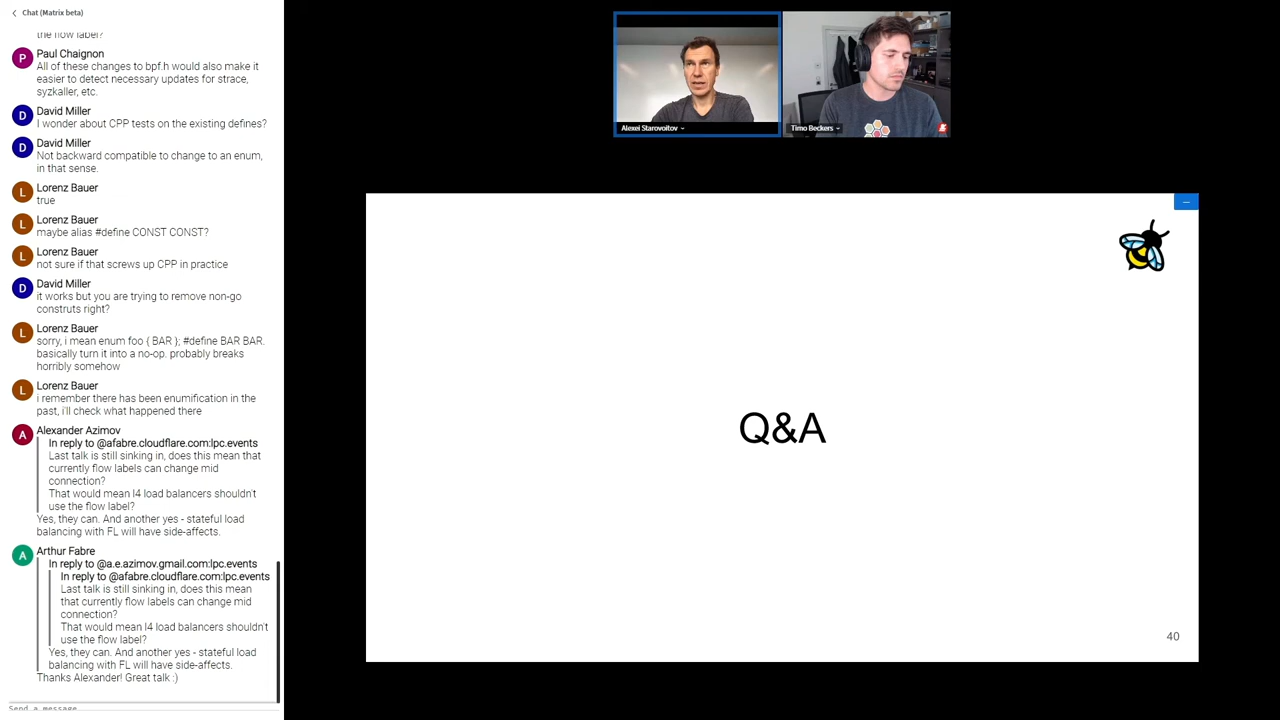 Chat (Matrix beta)
the flow label?
P
Paul Chaignon
All of these changes to bpf.h would also make it
easier to detect necessary updates for strace,
syzkaller, etc.
D
David Miller
I wonder about CPP tests on the existing defines?
D
David Miller
Not backward compatible to change to an enum,
in that sense.
L
Lorenz Bauer
true
L
Lorenz Bauer
maybe alias #define CONST CONST?
L
Lorenz Bauer
not sure if that screws up CPP in practice
D
David Miller
it works but you are trying to remove non-go
construts right?
L
Lorenz Bauer
sorry, i mean enum foo { BAR }; #define BAR BAR.
basically turn it into a no-op. probably breaks
horribly somehow
L
Lorenz Bauer
i remember there has been enumification in the
past, i'll check what happened there
A
Alexander Azimov
In reply to @afabre.cloudflare.com:lpc.events
Last talk is still sinking in, does this mean that
currently flow labels can change mid
connection?
That would mean l4 load balancers shouldn't
use the flow label?
Yes, they can. And another yes - stateful load
balancing with FL will have side-affects.
A
Arthur Fabre
In reply to @a.e.azimov.gmail.com:lpc.events
In reply to @afabre.cloudflare.com:lpc.events
Last talk is still sinking in, does this mean
that currently flow labels can change mid
connection?
That would mean l4 load balancers shouldn't
use the flow label?
Yes, they can. And another yes - stateful load
balancing with FL will have side-affects.
Thanks Alexander! Great talk :)
Send a message
Alexei Starovoitov
Timo Beckers
Q&A
40